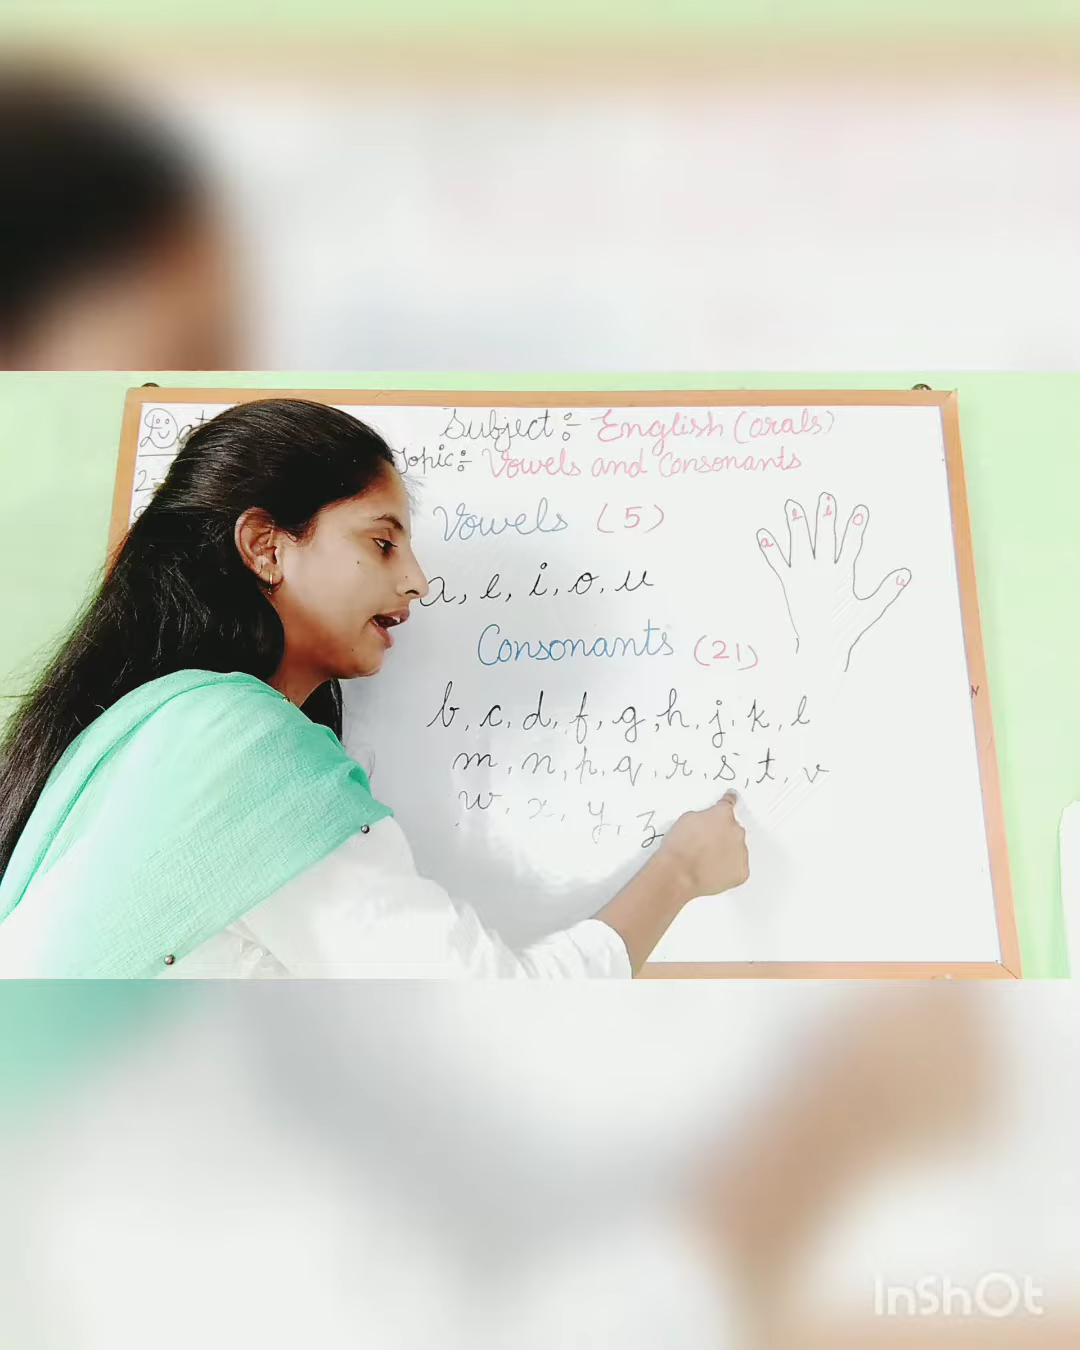 Subject :- English (orals)
Topic :- Vowels and Consonants
Vowels (5)
a e i o u
a, e, i, o, u
Consonants (21)
b, c, d, f, g, h, j, k, l
m, n, p, q, r, s, t, v
w, x, y, z
InShOt